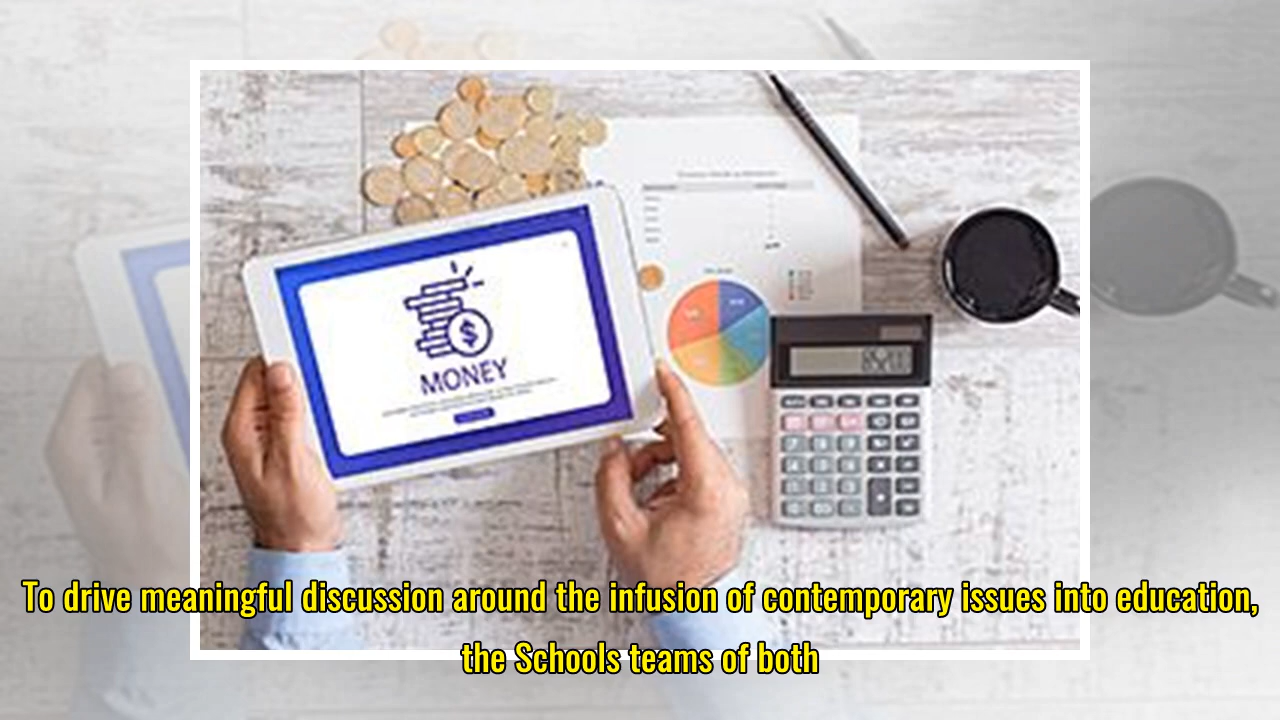 MONEY
To drive meaningful discussion around the infusion of contemporary issues into education,
the Schools teams of both